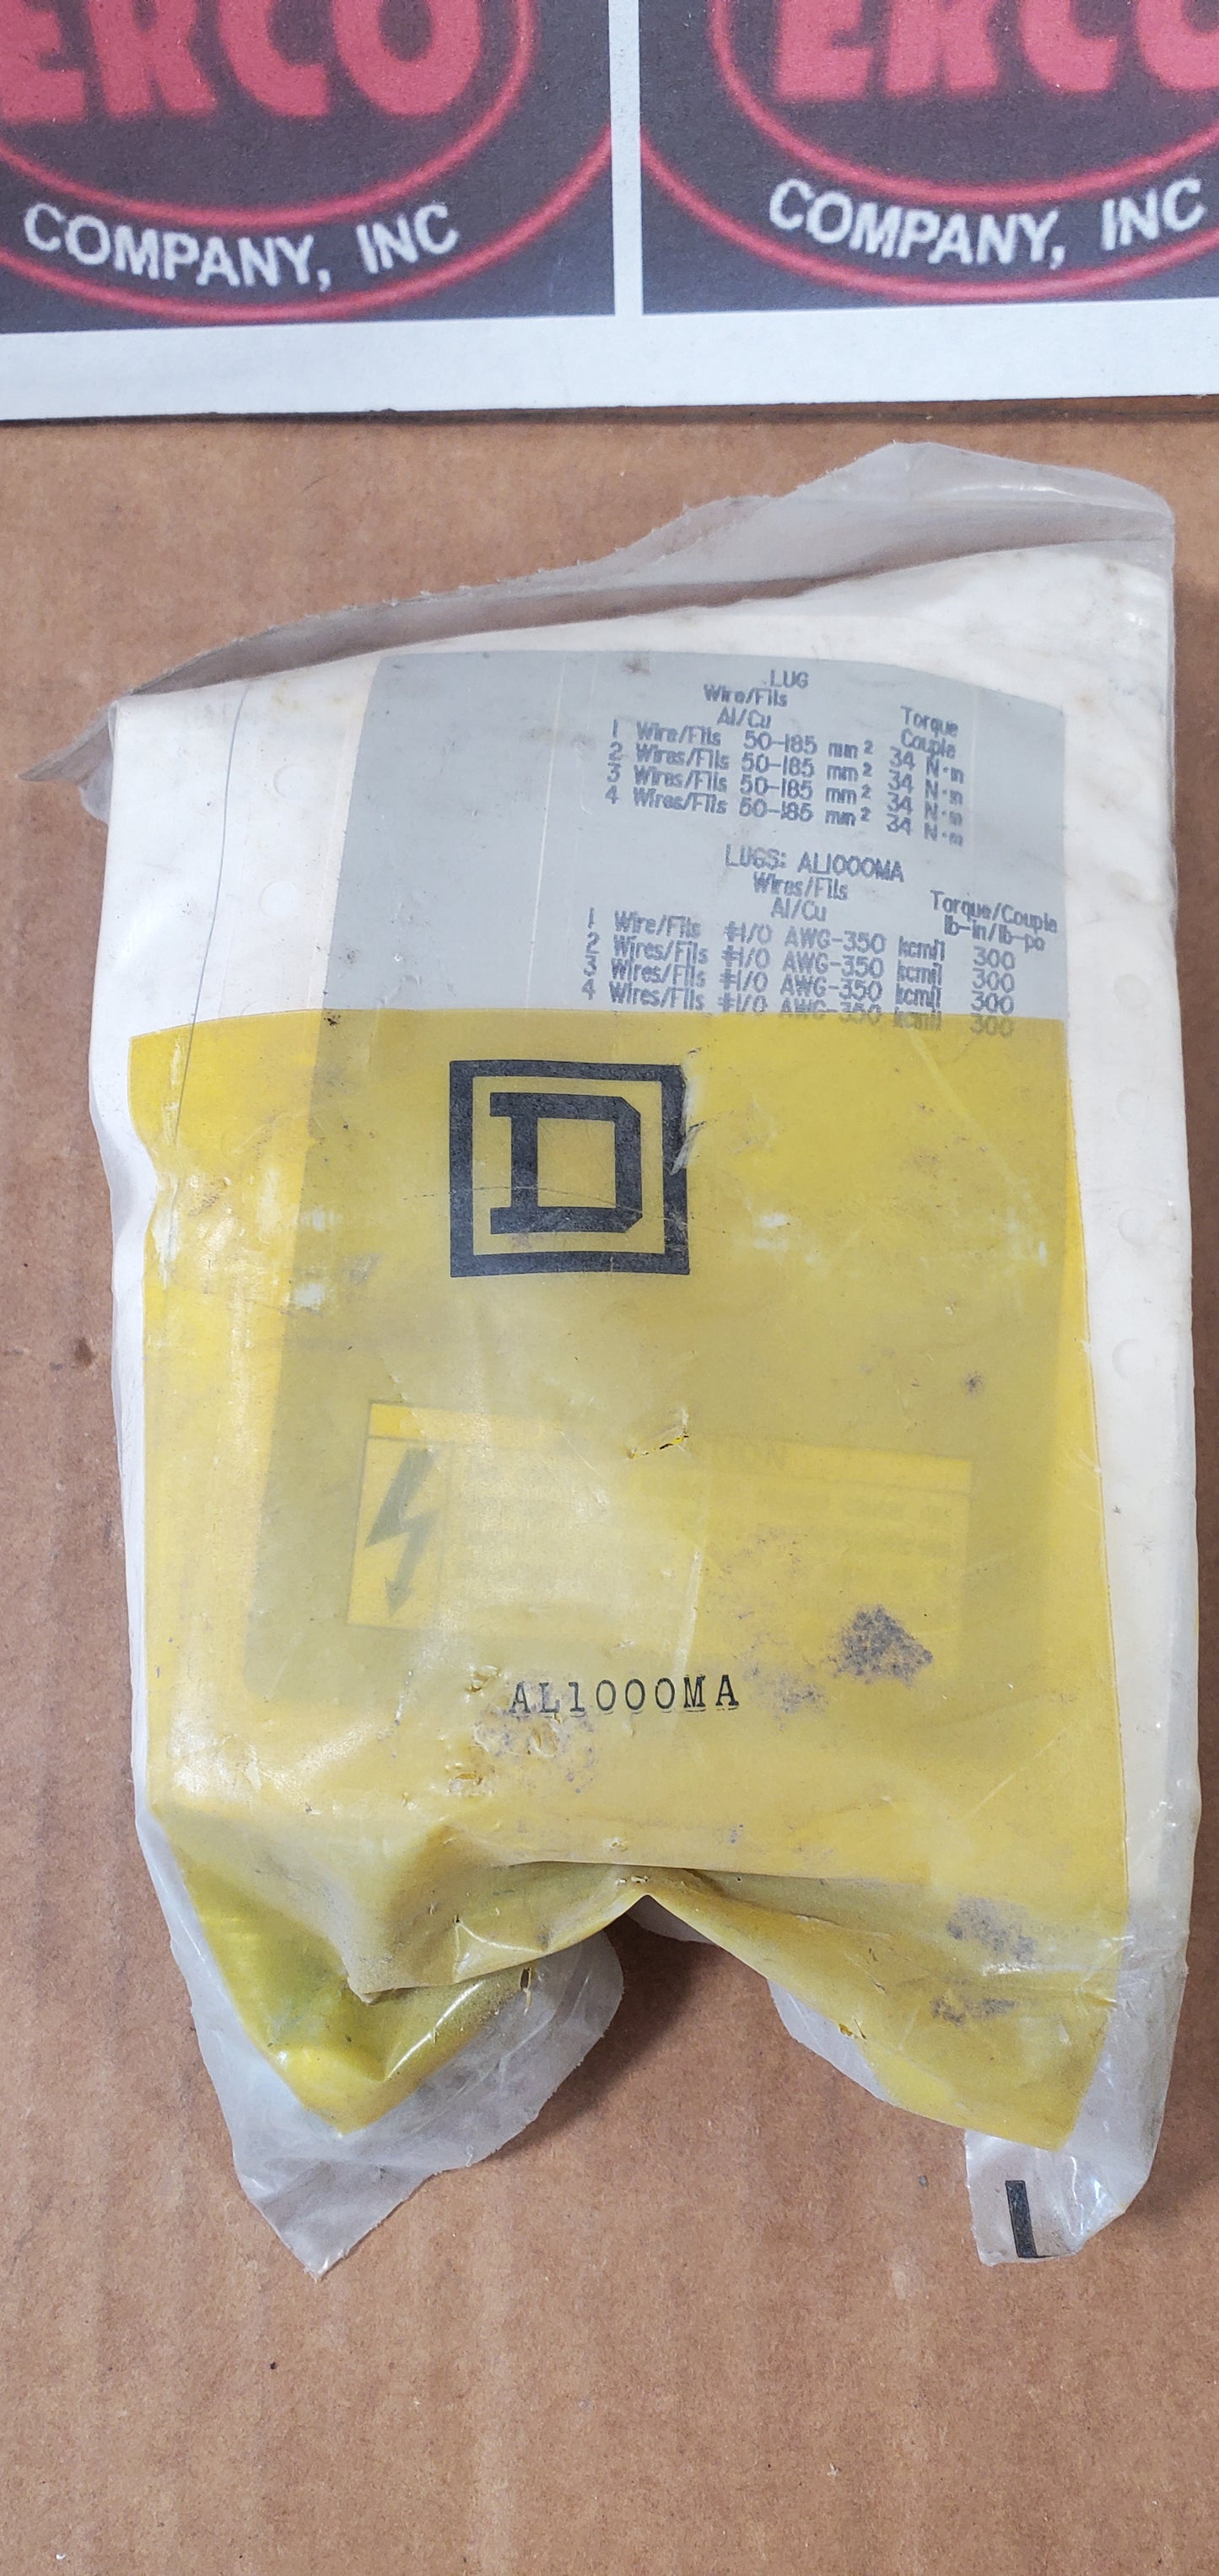 ERCO
COMPANY, INC
ERCO
COMPANY, INC
LUG
Wire/Fils
Al/Cu
Torque
Couple
1 Wire/Fils 50-185 mm² 34 N·m
2 Wires/Fils 50-185 mm² 34 N·m
3 Wires/Fils 50-185 mm² 34 N·m
4 Wires/Fils 50-185 mm² 34 N·m
LUGS: AL1000MA
Wires/Fils
Al/Cu
Torque/Couple
lb-in/lb-po
1 Wire/Fils #1/0 AWG-350 kcmil 300
2 Wires/Fils #1/0 AWG-350 kcmil 300
3 Wires/Fils #1/0 AWG-350 kcmil 300
4 Wires/Fils #1/0 AWG-350 kcmil 300
D
AL1000MA